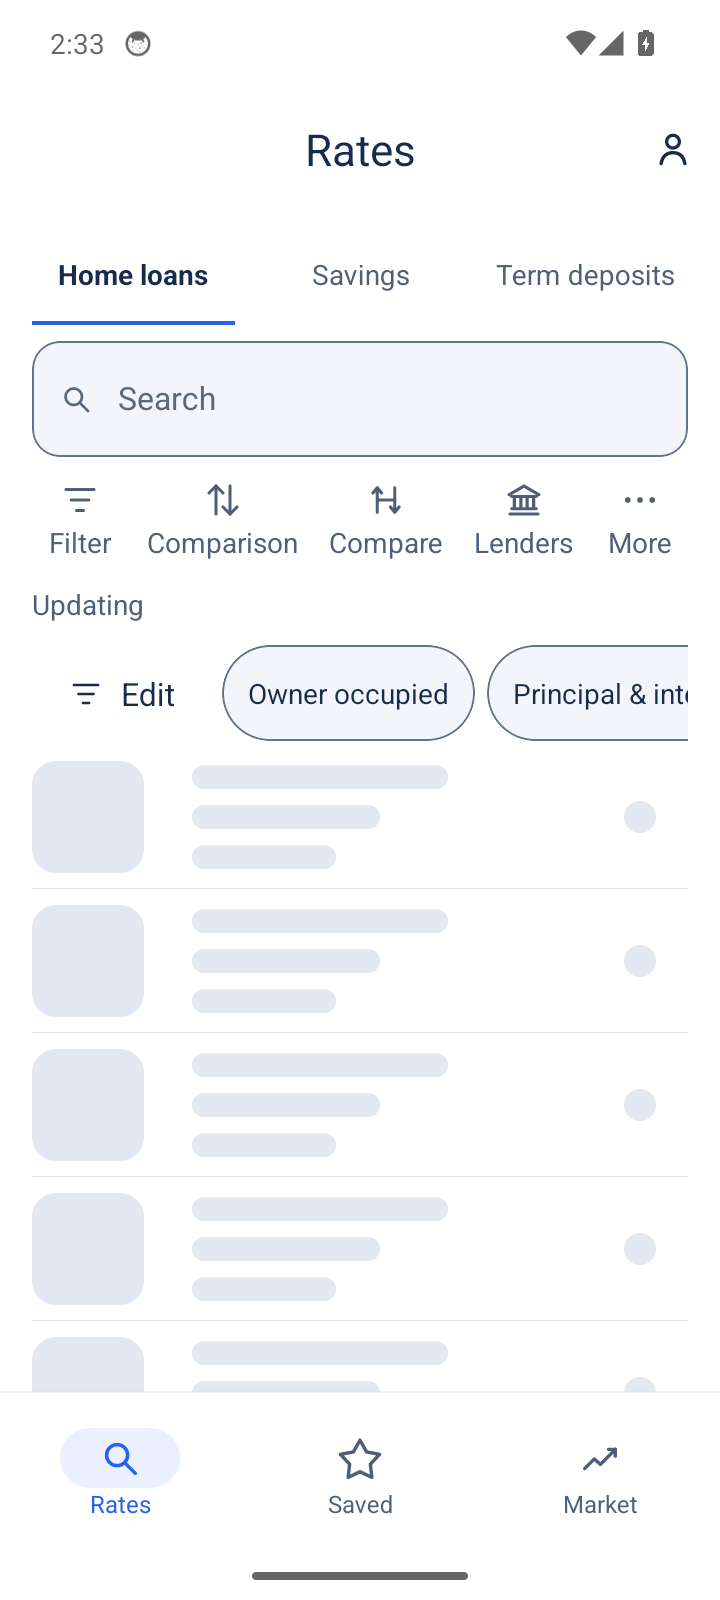 2:33
Rates
Home loans Savings Term deposits
Search
Filter Comparison Compare Lenders More
Updating
Edit Owner occupied Principal & inte
Rates Saved Market